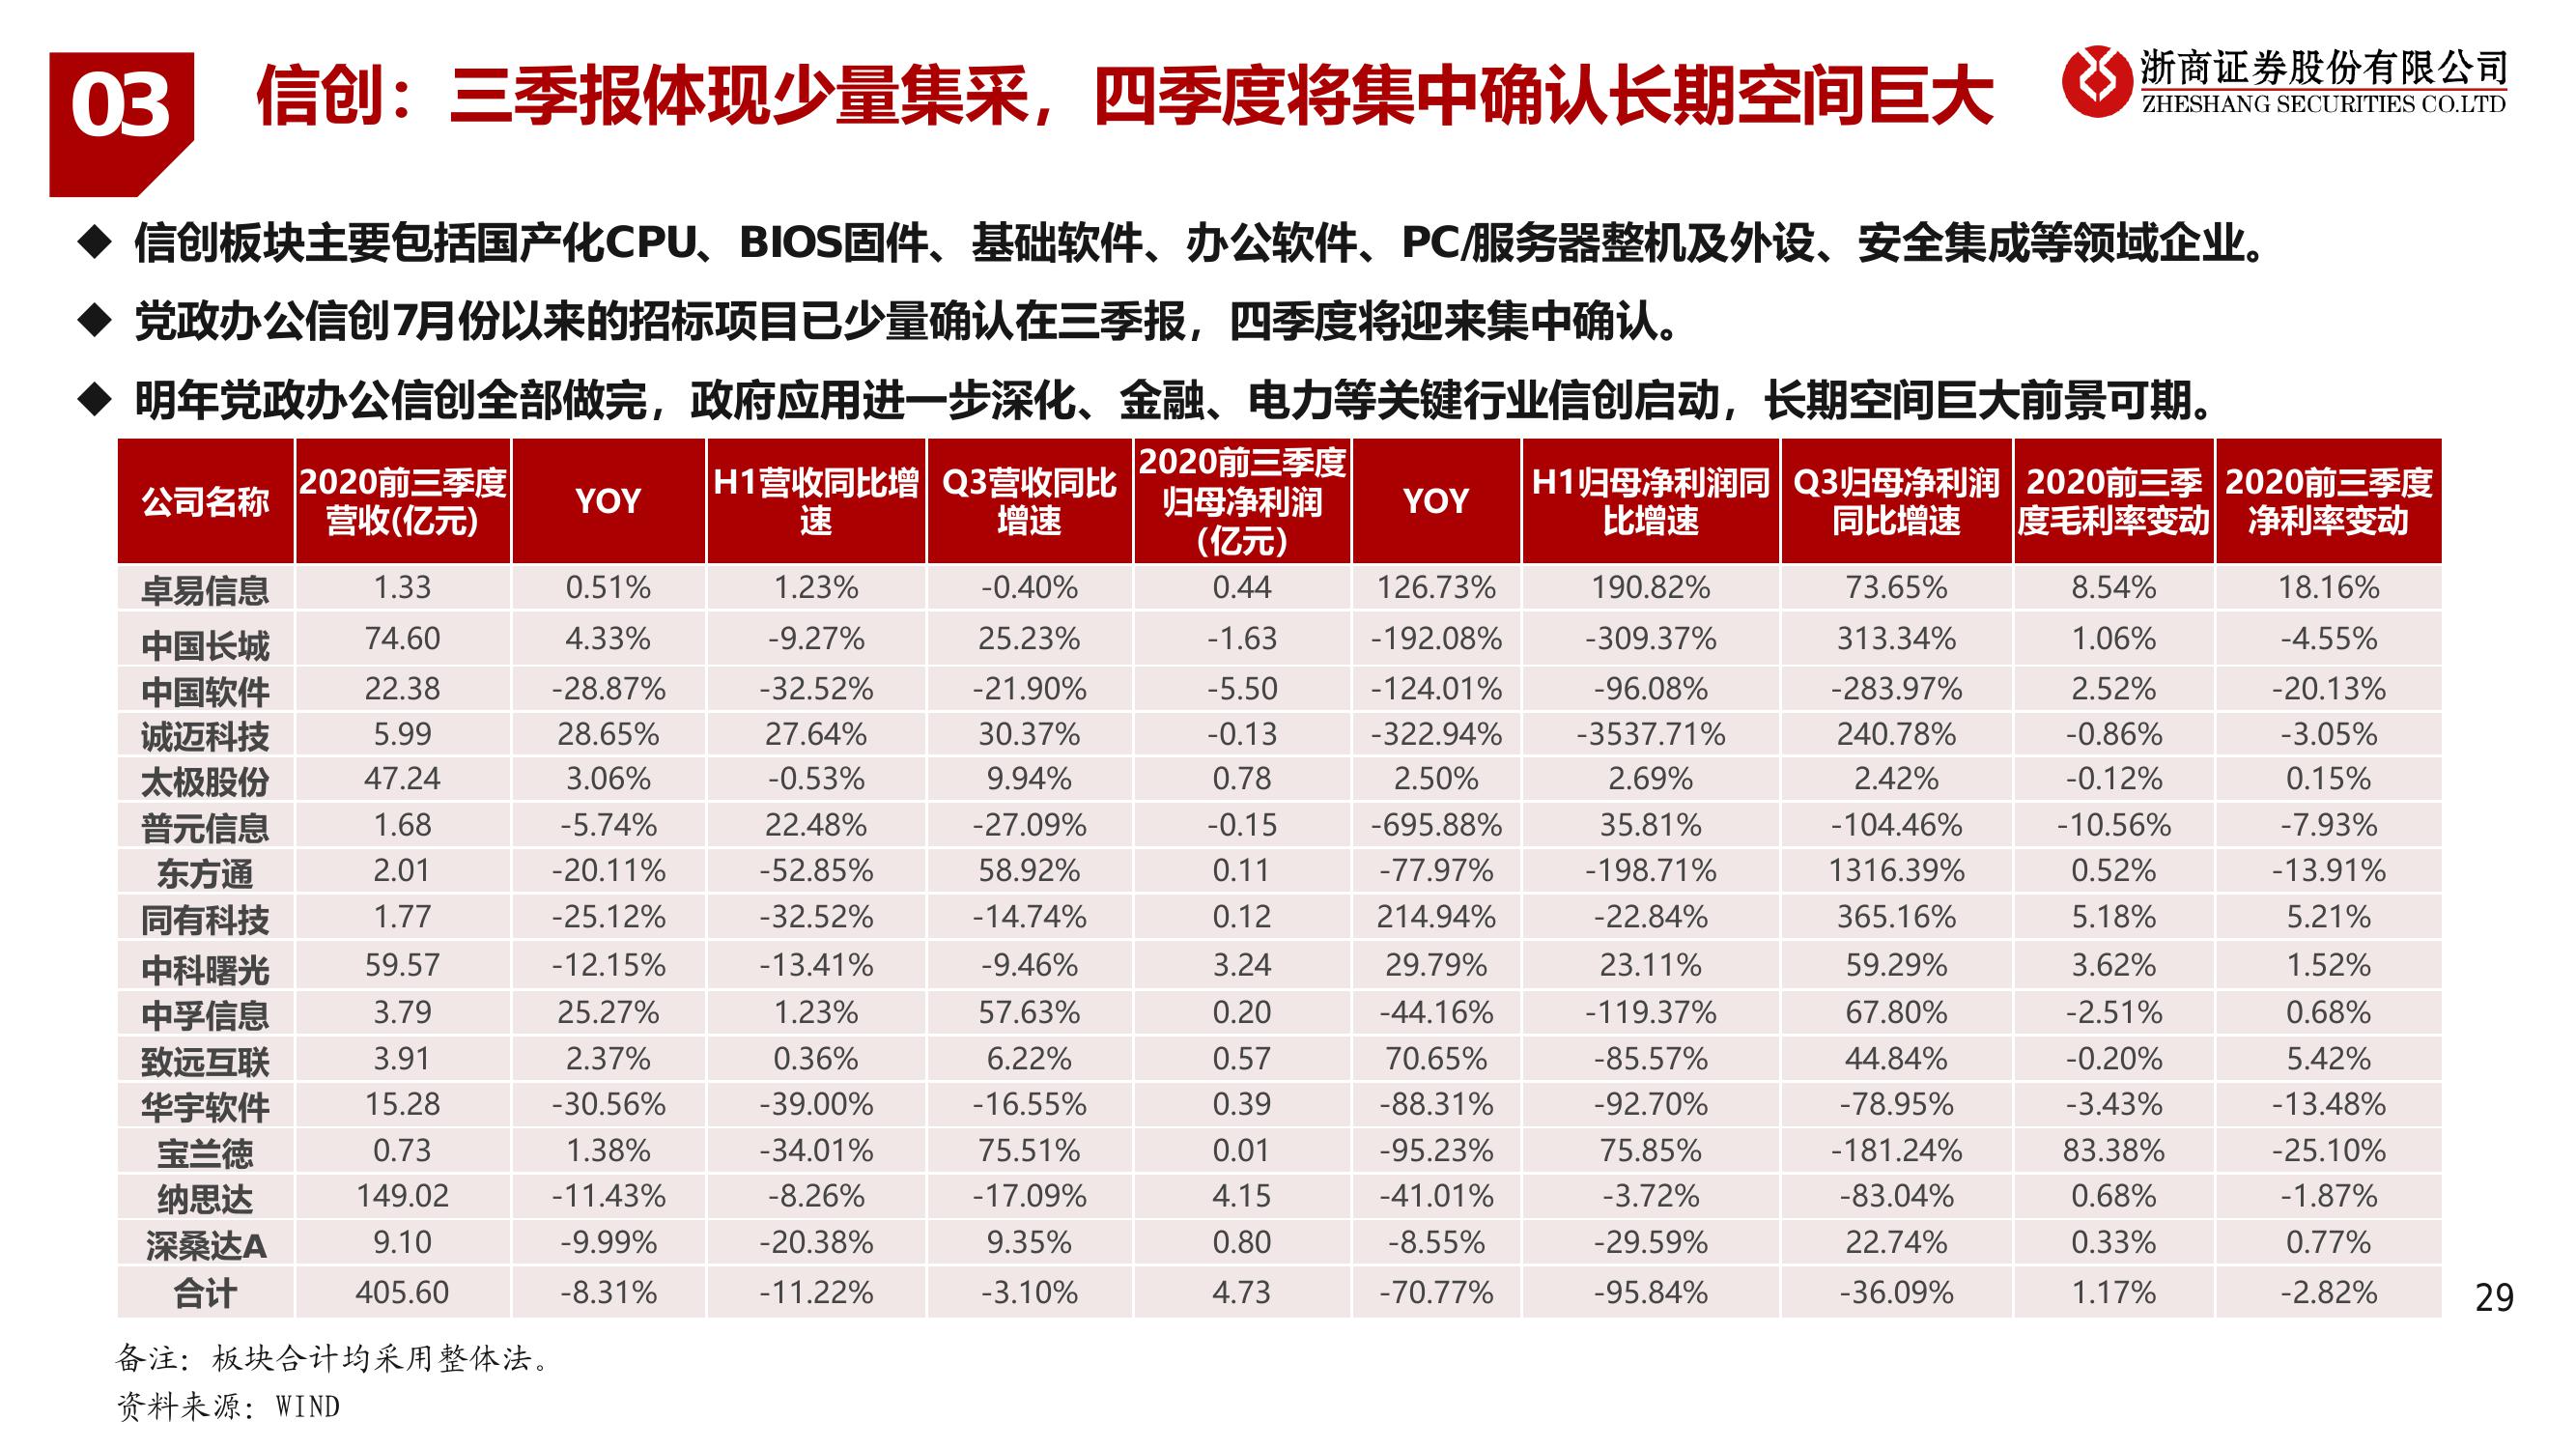 03
信创：三季报体现少量集采，四季度将集中确认长期空间巨大
浙商证券股份有限公司
ZHESHANG SECURITIES CO.LTD
◆ 信创板块主要包括国产化CPU、BIOS固件、基础软件、办公软件、PC/服务器整机及外设、安全集成等领域企业。
◆ 党政办公信创7月份以来的招标项目已少量确认在三季报，四季度将迎来集中确认。
◆ 明年党政办公信创全部做完，政府应用进一步深化、金融、电力等关键行业信创启动，长期空间巨大前景可期。
公司名称 2020前三季度营收(亿元) YOY H1营收同比增速 Q3营收同比增速 2020前三季度归母净利润（亿元） YOY H1归母净利润同比增速 Q3归母净利润同比增速 2020前三季度毛利率变动 2020前三季度净利率变动
卓易信息 1.33 0.51% 1.23% -0.40% 0.44 126.73% 190.82% 73.65% 8.54% 18.16%
中国长城 74.60 4.33% -9.27% 25.23% -1.63 -192.08% -309.37% 313.34% 1.06% -4.55%
中国软件 22.38 -28.87% -32.52% -21.90% -5.50 -124.01% -96.08% -283.97% 2.52% -20.13%
诚迈科技 5.99 28.65% 27.64% 30.37% -0.13 -322.94% -3537.71% 240.78% -0.86% -3.05%
太极股份 47.24 3.06% -0.53% 9.94% 0.78 2.50% 2.69% 2.42% -0.12% 0.15%
普元信息 1.68 -5.74% 22.48% -27.09% -0.15 -695.88% 35.81% -104.46% -10.56% -7.93%
东方通 2.01 -20.11% -52.85% 58.92% 0.11 -77.97% -198.71% 1316.39% 0.52% -13.91%
同有科技 1.77 -25.12% -32.52% -14.74% 0.12 214.94% -22.84% 365.16% 5.18% 5.21%
中科曙光 59.57 -12.15% -13.41% -9.46% 3.24 29.79% 23.11% 59.29% 3.62% 1.52%
中孚信息 3.79 25.27% 1.23% 57.63% 0.20 -44.16% -119.37% 67.80% -2.51% 0.68%
致远互联 3.91 2.37% 0.36% 6.22% 0.57 70.65% -85.57% 44.84% -0.20% 5.42%
华宇软件 15.28 -30.56% -39.00% -16.55% 0.39 -88.31% -92.70% -78.95% -3.43% -13.48%
宝兰德 0.73 1.38% -34.01% 75.51% 0.01 -95.23% 75.85% -181.24% 83.38% -25.10%
纳思达 149.02 -11.43% -8.26% -17.09% 4.15 -41.01% -3.72% -83.04% 0.68% -1.87%
深桑达A 9.10 -9.99% -20.38% 9.35% 0.80 -8.55% -29.59% 22.74% 0.33% 0.77%
合计 405.60 -8.31% -11.22% -3.10% 4.73 -70.77% -95.84% -36.09% 1.17% -2.82%
29
备注：板块合计均采用整体法。
资料来源：WIND